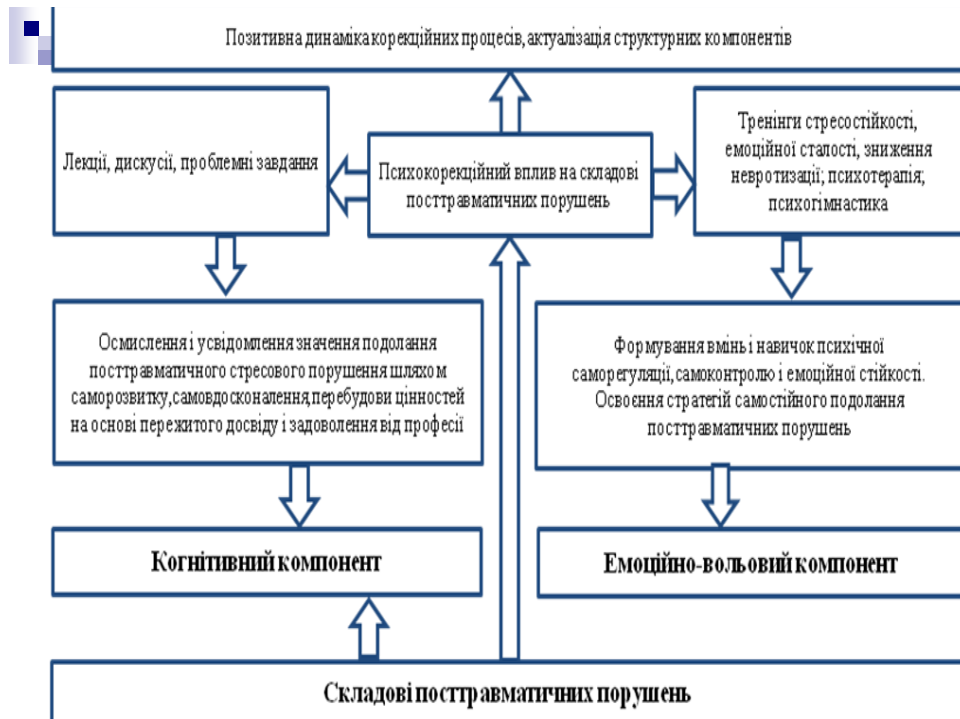 Позитивна динаміка корекційних процесів, актуалізація структурних компонентів
Лекції, дискусії, проблемні завдання
Психокорекційний вплив на складові
посттравматичних порушень
Тренінги стресостійкості,
емоційної сталості, зниження
невротизації; психотерапія;
психогімнастика
Осмислення і усвідомлення значення подолання
посттравматичного стресового порушення шляхом
саморозвитку, самовдосконалення, перебудови цінностей
на основі пережитого досвіду і задоволення від професії
Формування вмінь і навичок психічної
саморегуляції, самоконтролю і емоційної стійкості.
Освоєння стратегій самостійного подолання
посттравматичних порушень
Когнітивний компонент
Емоційно-вольовий компонент
Складові посттравматичних порушень